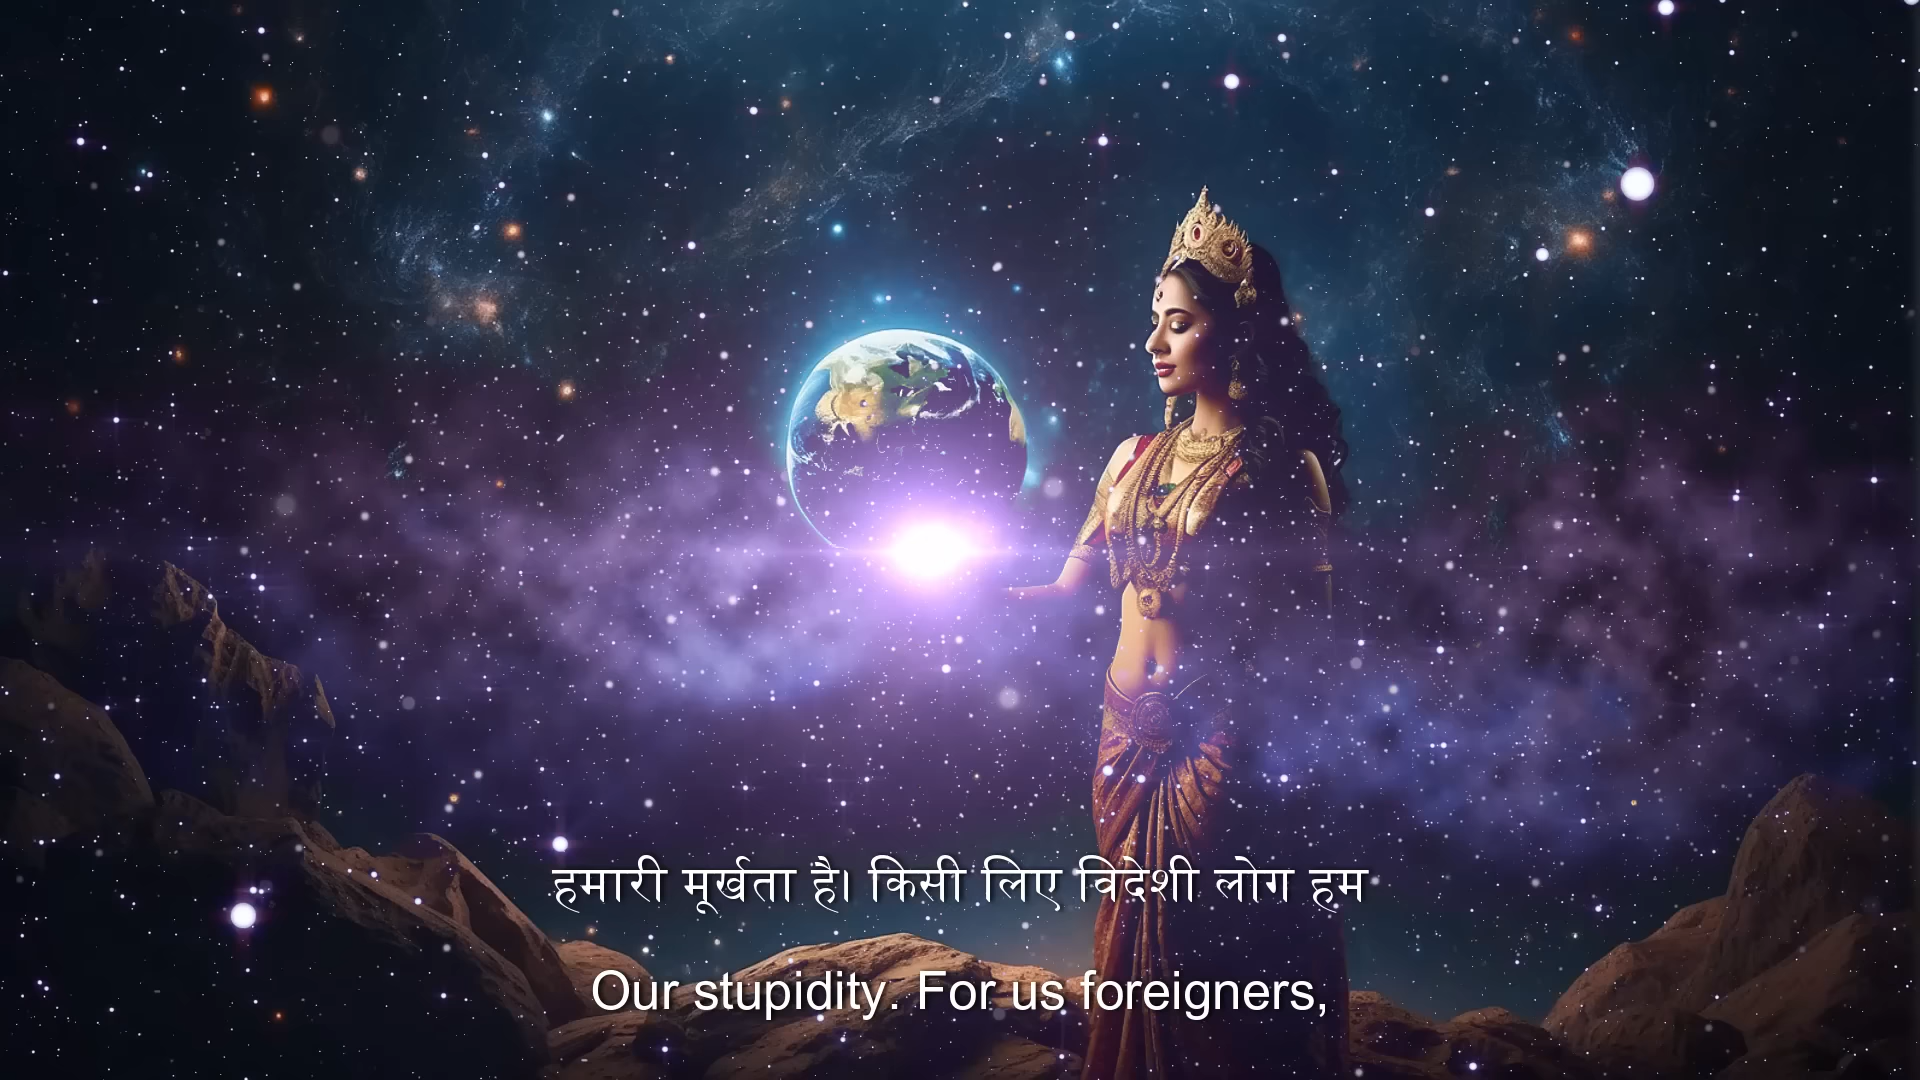 हमारी मूर्खता है। किसी लिए विदेशी लोग हम
Our stupidity. For us foreigners,